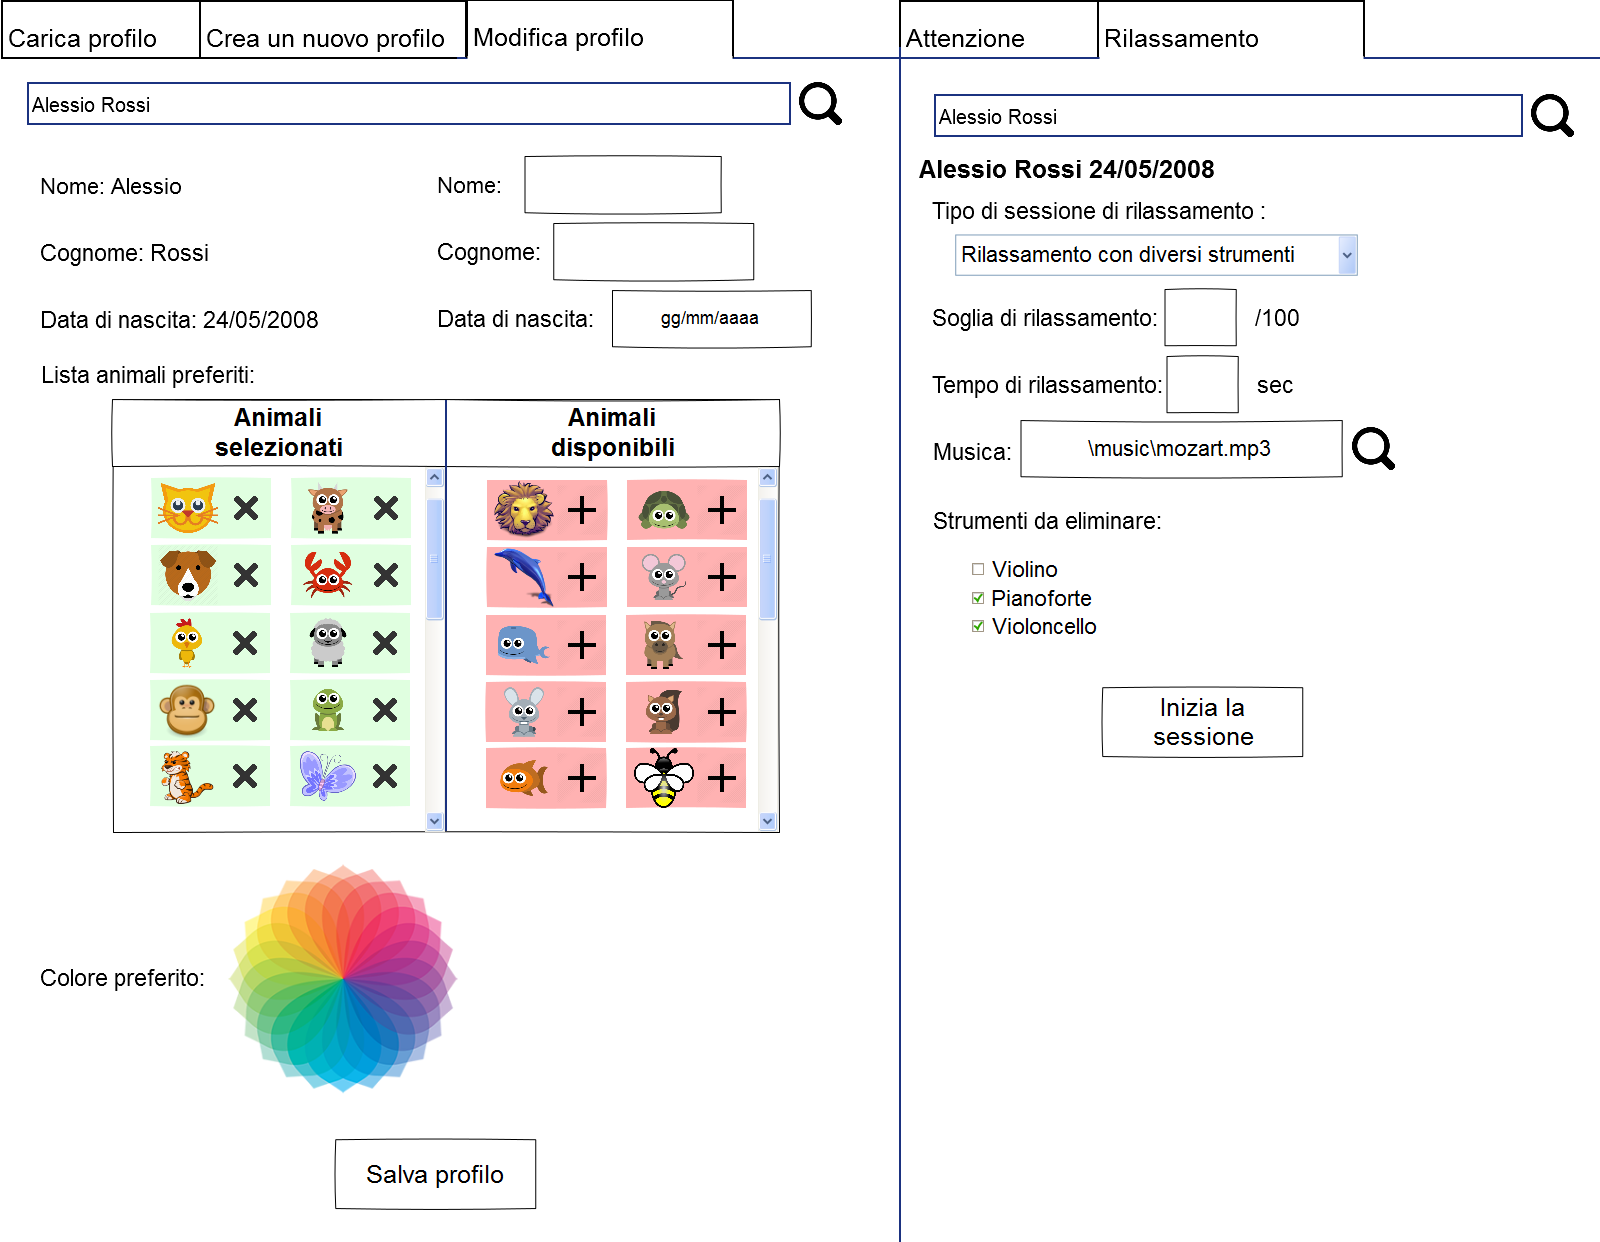 Carica profilo
Crea un nuovo profilo
Modifica profilo
Alessio Rossi
Nome: Alessio
Nome:
Cognome: Rossi
Cognome:
Data di nascita: 24/05/2008
Data di nascita:
gg/mm/aaaa
Lista animali preferiti:
Animali
selezionati
Animali
disponibili
Colore preferito:
Salva profilo
Attenzione
Rilassamento
Alessio Rossi
Alessio Rossi 24/05/2008
Tipo di sessione di rilassamento :
Rilassamento con diversi strumenti
Soglia di rilassamento:
/100
Tempo di rilassamento:
sec
Musica:
\music\mozart.mp3
Strumenti da eliminare:
Violino
Pianoforte
Violoncello
Inizia la
sessione